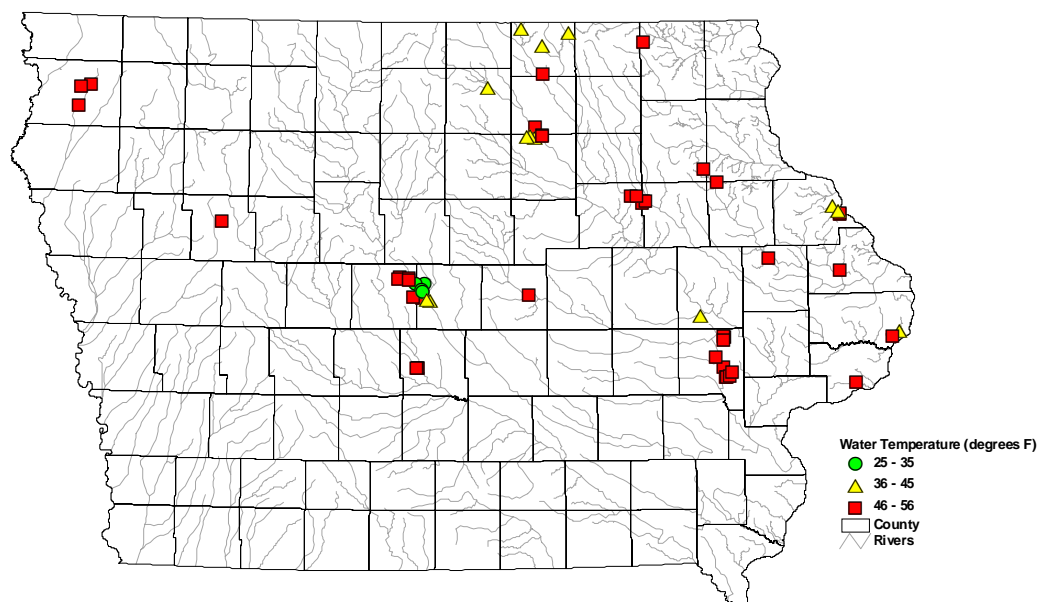 Water Temperature (degrees F)
25 - 35
36 - 45
46 - 56
County
Rivers